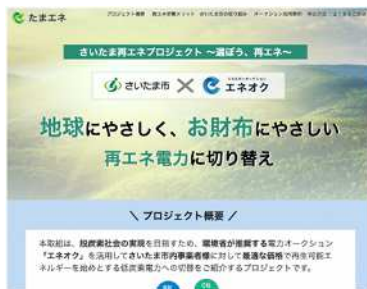 たまエネ
プロジェクト概要
さいたま再エネプロジェクト ～選ぼう、再エネ～
さいたま市 × エネオク
地球にやさしく、お財布にやさしい
再エネ電力に切り替え
\ プロジェクト概要 /
本取組は、脱炭素社会の実現を目指すため、環境省が推奨する電力オークション
「エネオク」を活用してさいたま市内事業者様に対して最適な価格で再生可能エ
ネルギーを始めとする低炭素電力への切替をご紹介するプロジェクトです。